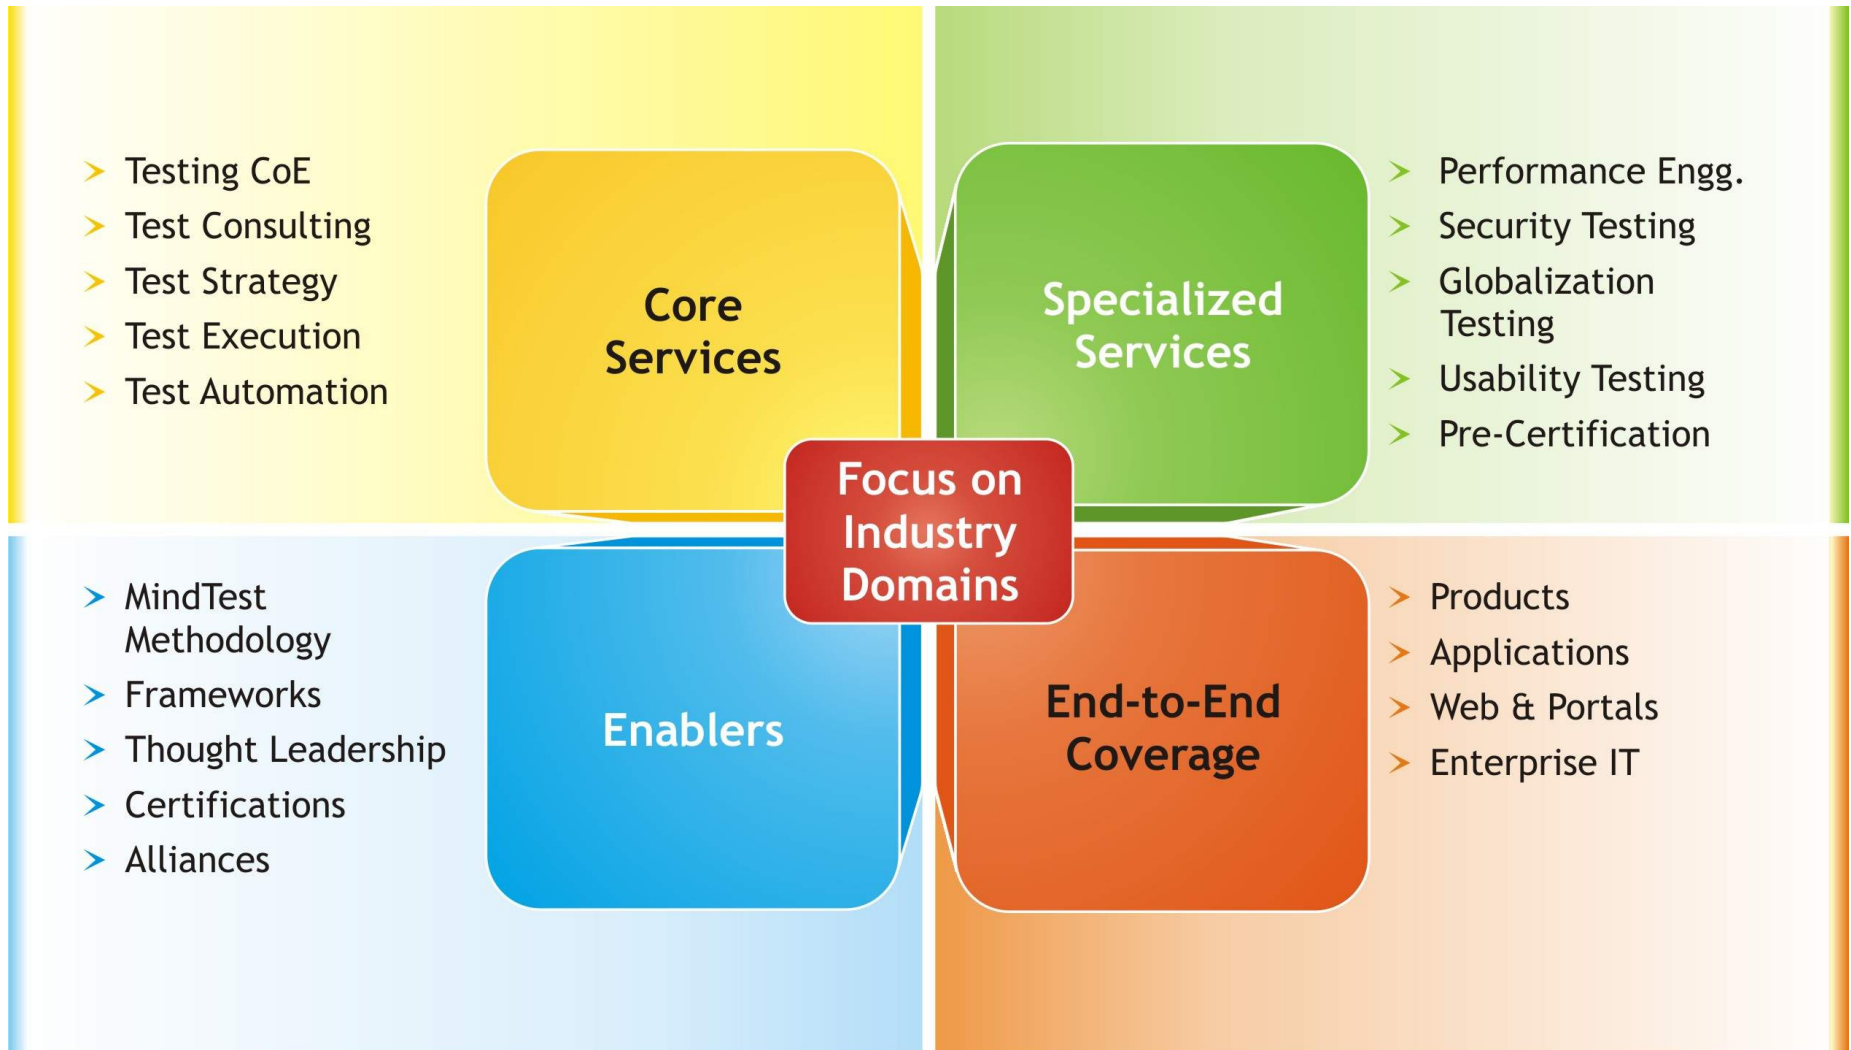 Testing CoE
Test Consulting
Test Strategy
Test Execution
Test Automation
Core
Services
Specialized
Services
Performance Engg.
Security Testing
Globalization
Testing
Usability Testing
Pre-Certification
Focus on
Industry
Domains
MindTest
Methodology
Frameworks
Thought Leadership
Certifications
Alliances
Enablers
End-to-End
Coverage
Products
Applications
Web & Portals
Enterprise IT